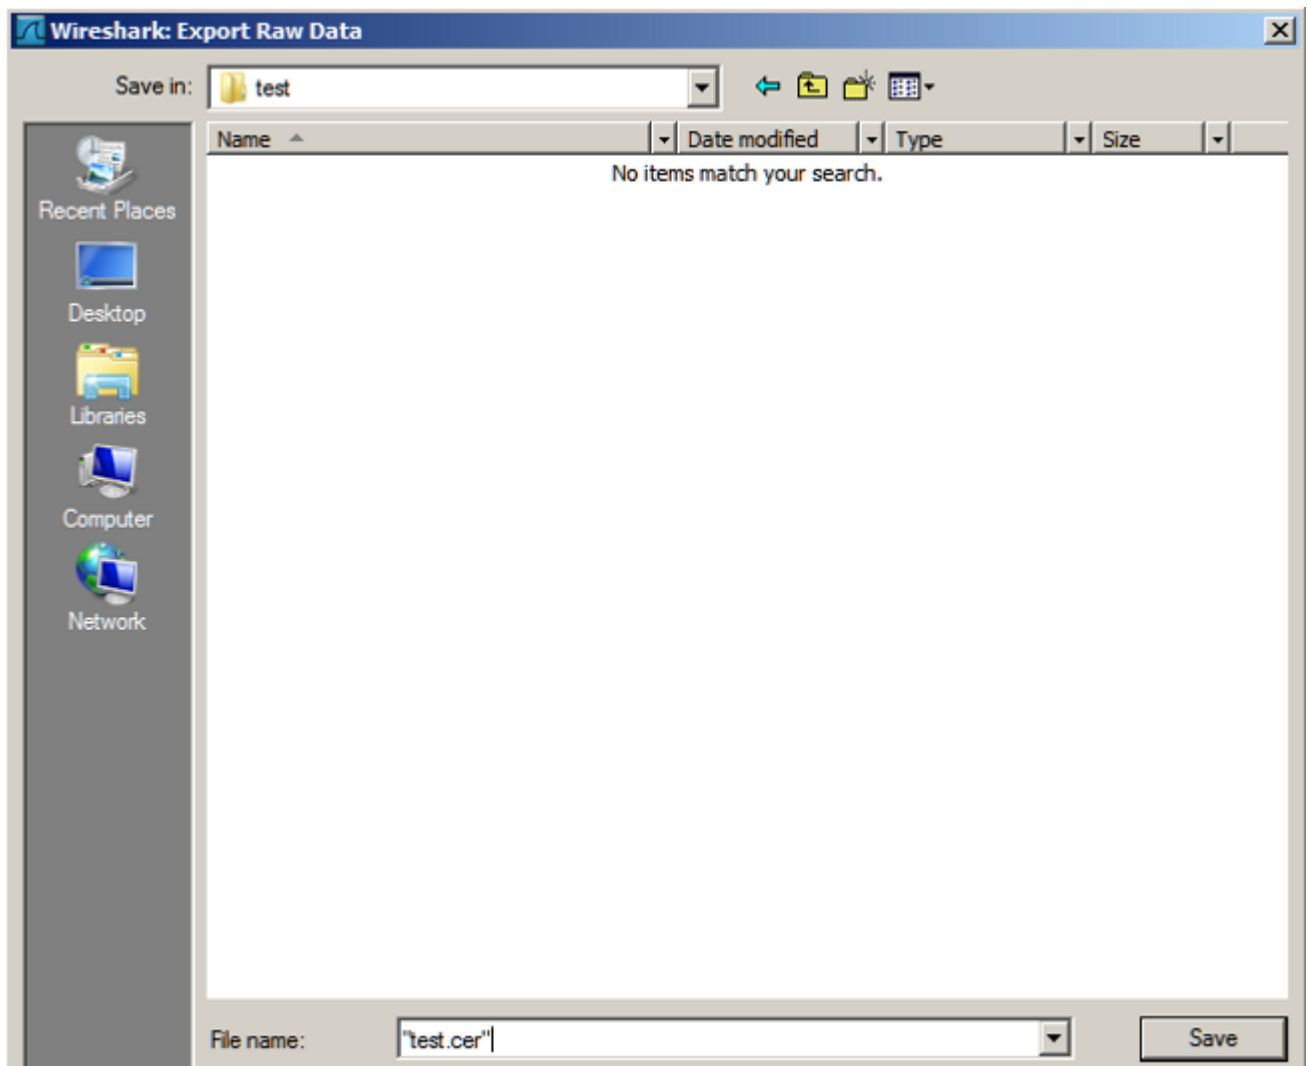 Wireshark: Export Raw Data
Save in: test
Name Date modified Type Size
No items match your search.
Recent Places
Desktop
Libraries
Computer
Network
File name: "test.cer" Save